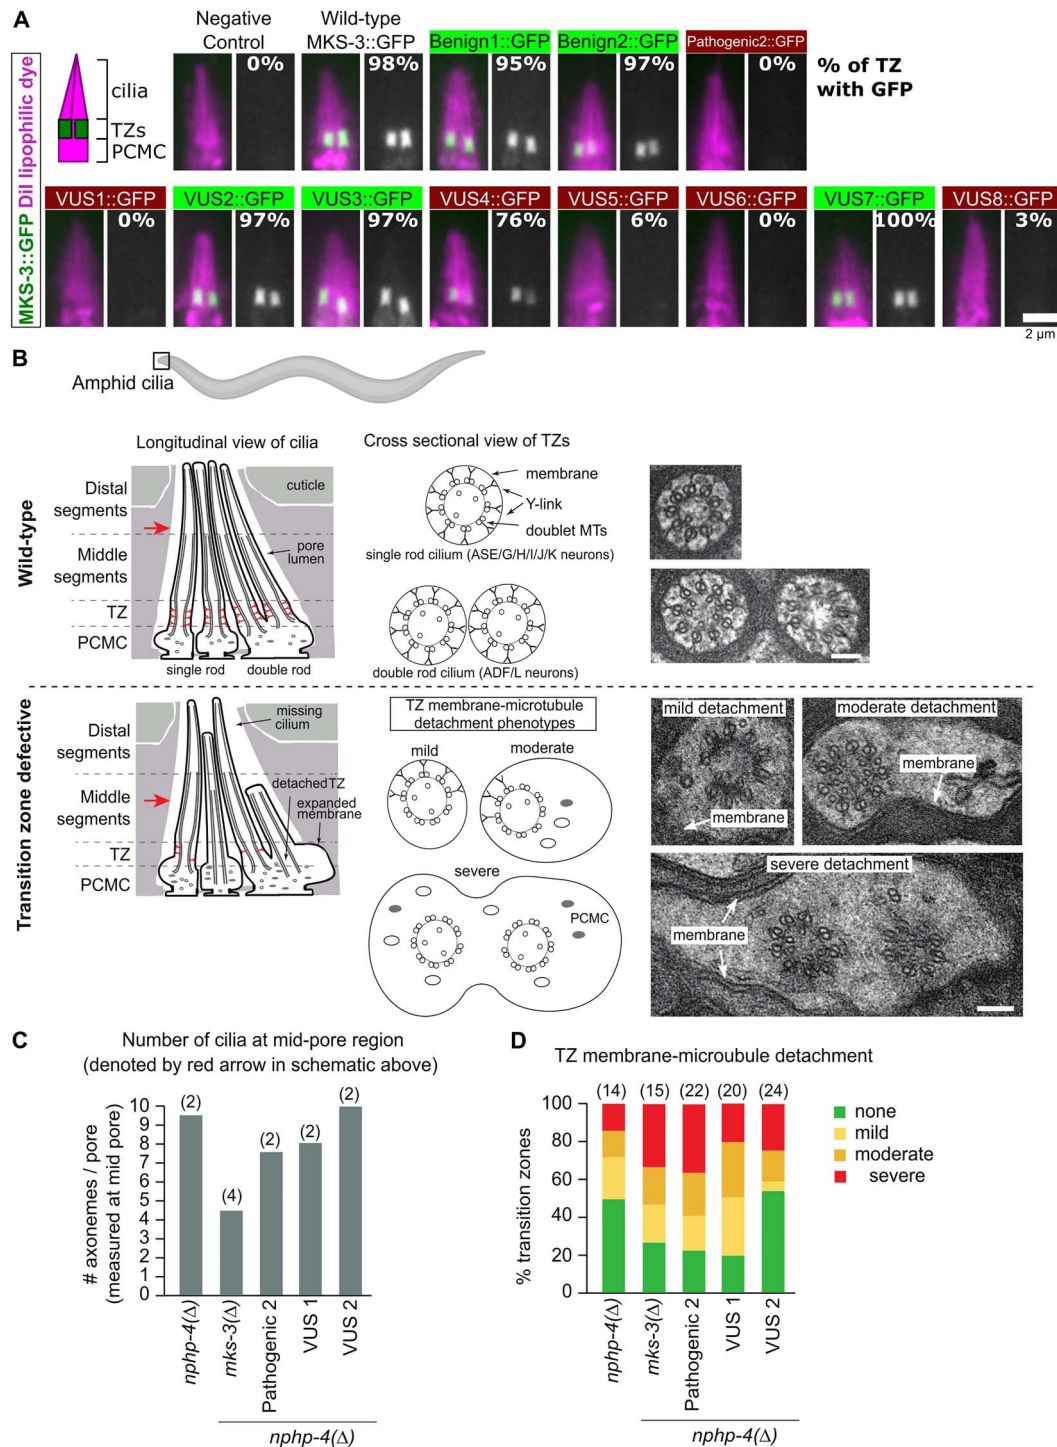 A
Negative
Control
Wild-type
MKS-3::GFP
Benign1::GFP
Benign2::GFP
Pathogenic2::GFP
0%
98%
95%
97%
0%
% of TZ
with GFP
cilia
TZs
PCMC
MKS-3::GFP DiI lipophilic dye
VUS1::GFP
VUS2::GFP
VUS3::GFP
VUS4::GFP
VUS5::GFP
VUS6::GFP
VUS7::GFP
VUS8::GFP
0%
97%
97%
76%
6%
0%
100%
3%
2 μm
B
Amphid cilia
Longitudinal view of cilia
Cross sectional view of TZs
Wild-type
Distal
segments
Middle
segments
TZ
PCMC
cuticle
pore
lumen
single rod
double rod
membrane
Y-link
doublet MTs
single rod cilium (ASE/G/H/I/J/K neurons)
double rod cilium (ADF/L neurons)
Transition zone defective
Distal
segments
Middle
segments
TZ
PCMC
missing
cilium
detached TZ
expanded
membrane
TZ membrane-microtubule
detachment phenotypes
mild
moderate
severe
PCMC
mild detachment
membrane
moderate detachment
membrane
severe detachment
membrane
C
Number of cilia at mid-pore region
(denoted by red arrow in schematic above)
# axonemes / pore
(measured at mid pore)
10
9
8
7
6
5
4
3
2
1
0
(2)
(4)
(2)
(2)
(2)
nphp-4(Δ)
mks-3(Δ)
Pathogenic 2
VUS 1
VUS 2
nphp-4(Δ)
D
TZ membrane-microubule detachment
% transition zones
100
80
60
40
20
0
(14)
(15)
(22)
(20)
(24)
none
mild
moderate
severe
nphp-4(Δ)
mks-3(Δ)
Pathogenic 2
VUS 1
VUS 2
nphp-4(Δ)